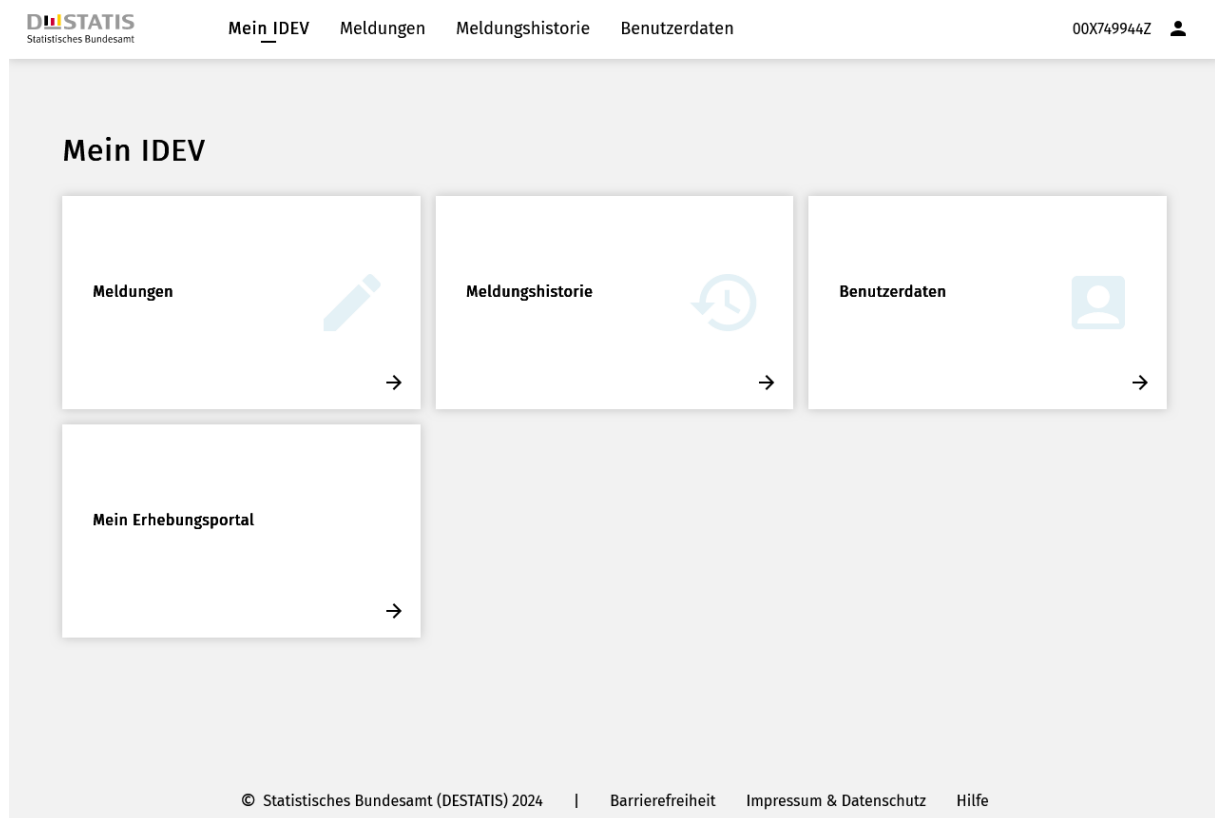 DESTATIS
Statistisches Bundesamt
Mein IDEV Meldungen Meldungshistorie Benutzerdaten 00X749944Z
Mein IDEV
Meldungen Meldungshistorie Benutzerdaten
Mein Erhebungsportal
© Statistisches Bundesamt (DESTATIS) 2024 | Barrierefreiheit Impressum & Datenschutz Hilfe